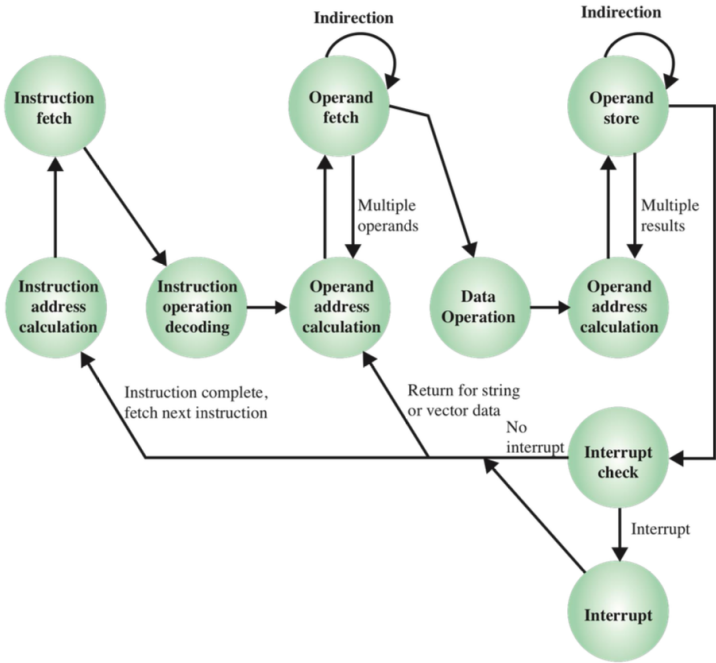 Indirection
Indirection
Instruction
fetch
Operand
fetch
Operand
store
Multiple
operands
Multiple
results
Instruction
address
calculation
Instruction
operation
decoding
Operand
address
calculation
Data
Operation
Operand
address
calculation
Instruction complete,
fetch next instruction
Return for string
or vector data
No
interrupt
Interrupt
check
Interrupt
Interrupt